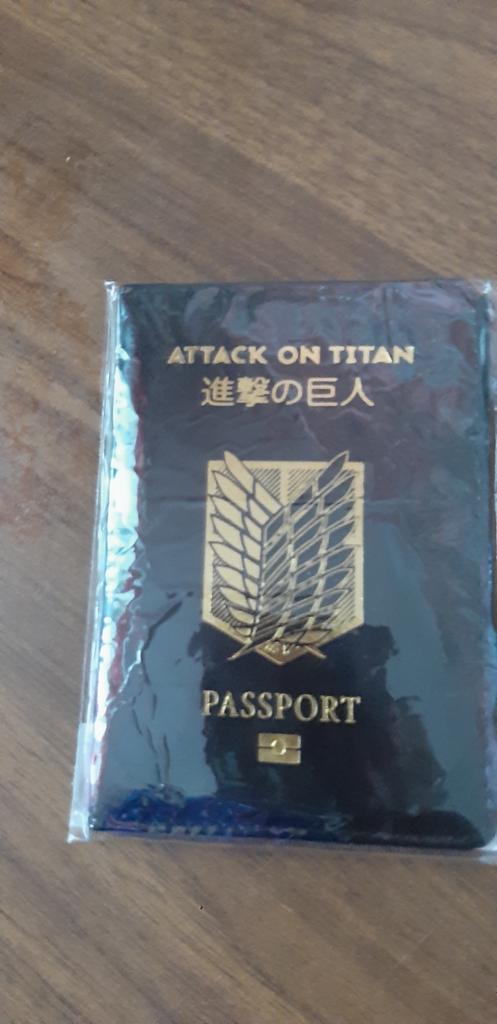 ATTACK ON TITAN
進撃の巨人
PASSPORT